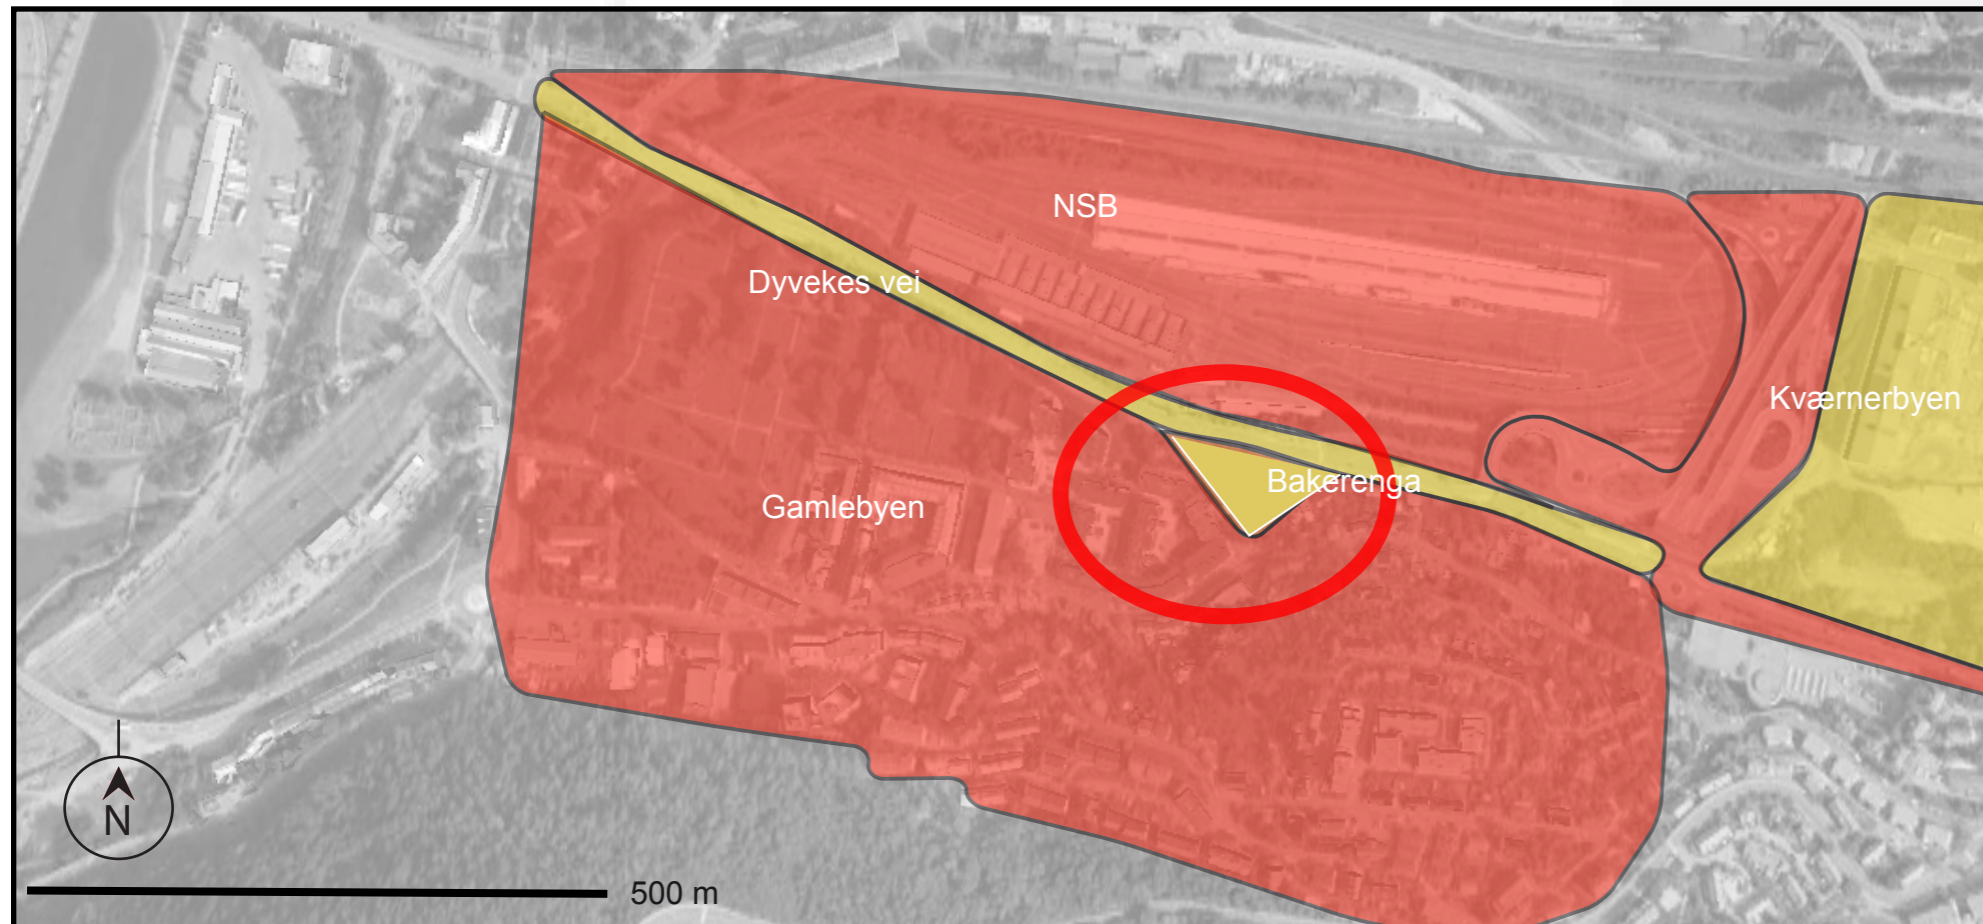 NSB
Dyvekes vei
Kværnerbyen
Bakerenga
Gamlebyen
N
500 m